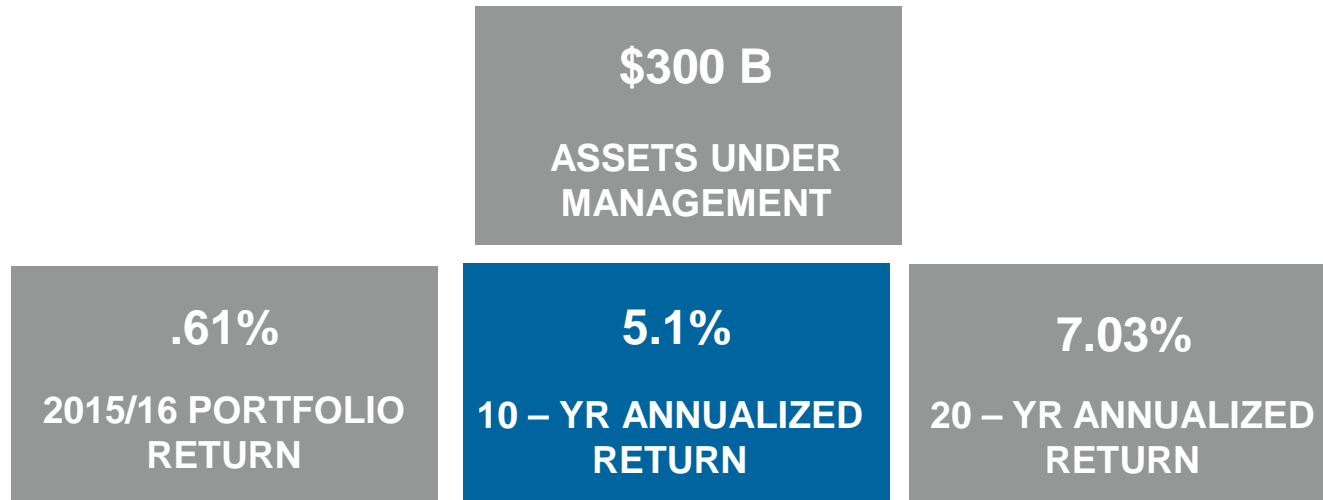 $300 B
ASSETS UNDER
MANAGEMENT
.61%
2015/16 PORTFOLIO
RETURN
5.1%
10 – YR ANNUALIZED
RETURN
7.03%
20 – YR ANNUALIZED
RETURN